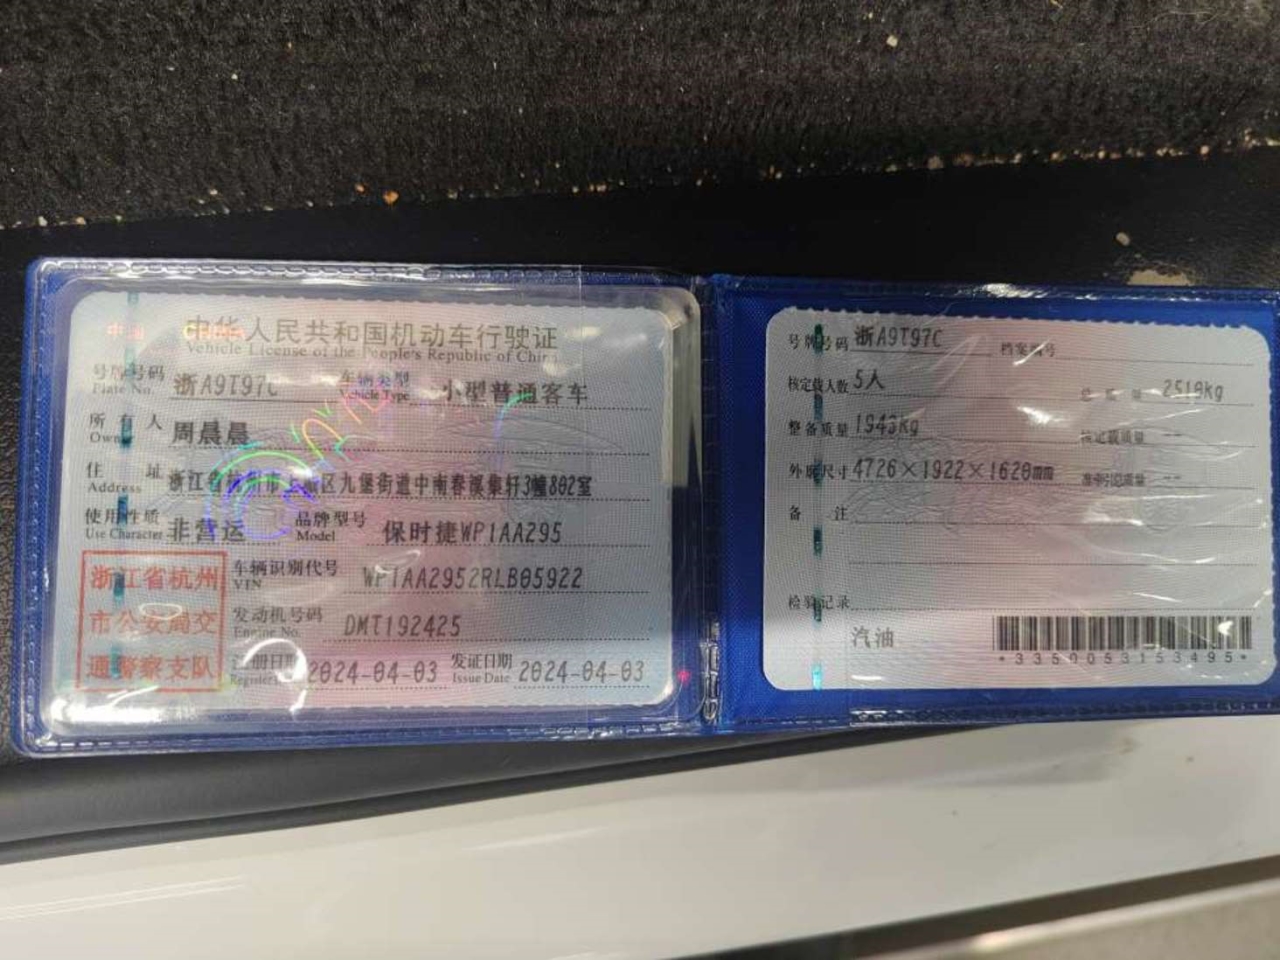 中华人民共和国机动车行驶证
Vehicle License of the People's Republic of China
号牌号码 浙A9T97C 车辆类型 小型普通客车
Plate No. Vehicle Type
所有人 周晨晨
Owner
住址 浙江省杭州市上城区九堡街道中南春溪集轩3幢802室
Address
使用性质 非营运 品牌型号 保时捷WP1AA295
Use Character Model
浙江省杭州
市公安局交
通警察支队
车辆识别代号 WP1AA2952RLB05922
VIN
发动机号码 DMT192425
Engine No.
注册日期 2024-04-03 发证日期 2024-04-03
Register Issue Date
号牌号码 浙A9T97C 档案编号
核定载人数 5人 总质量 2510kg
整备质量 1943kg 核定载质量 --
外廓尺寸 4726×1922×1620mm 准牵引总质量 --
备注
检验记录
汽油
*3350053153495*